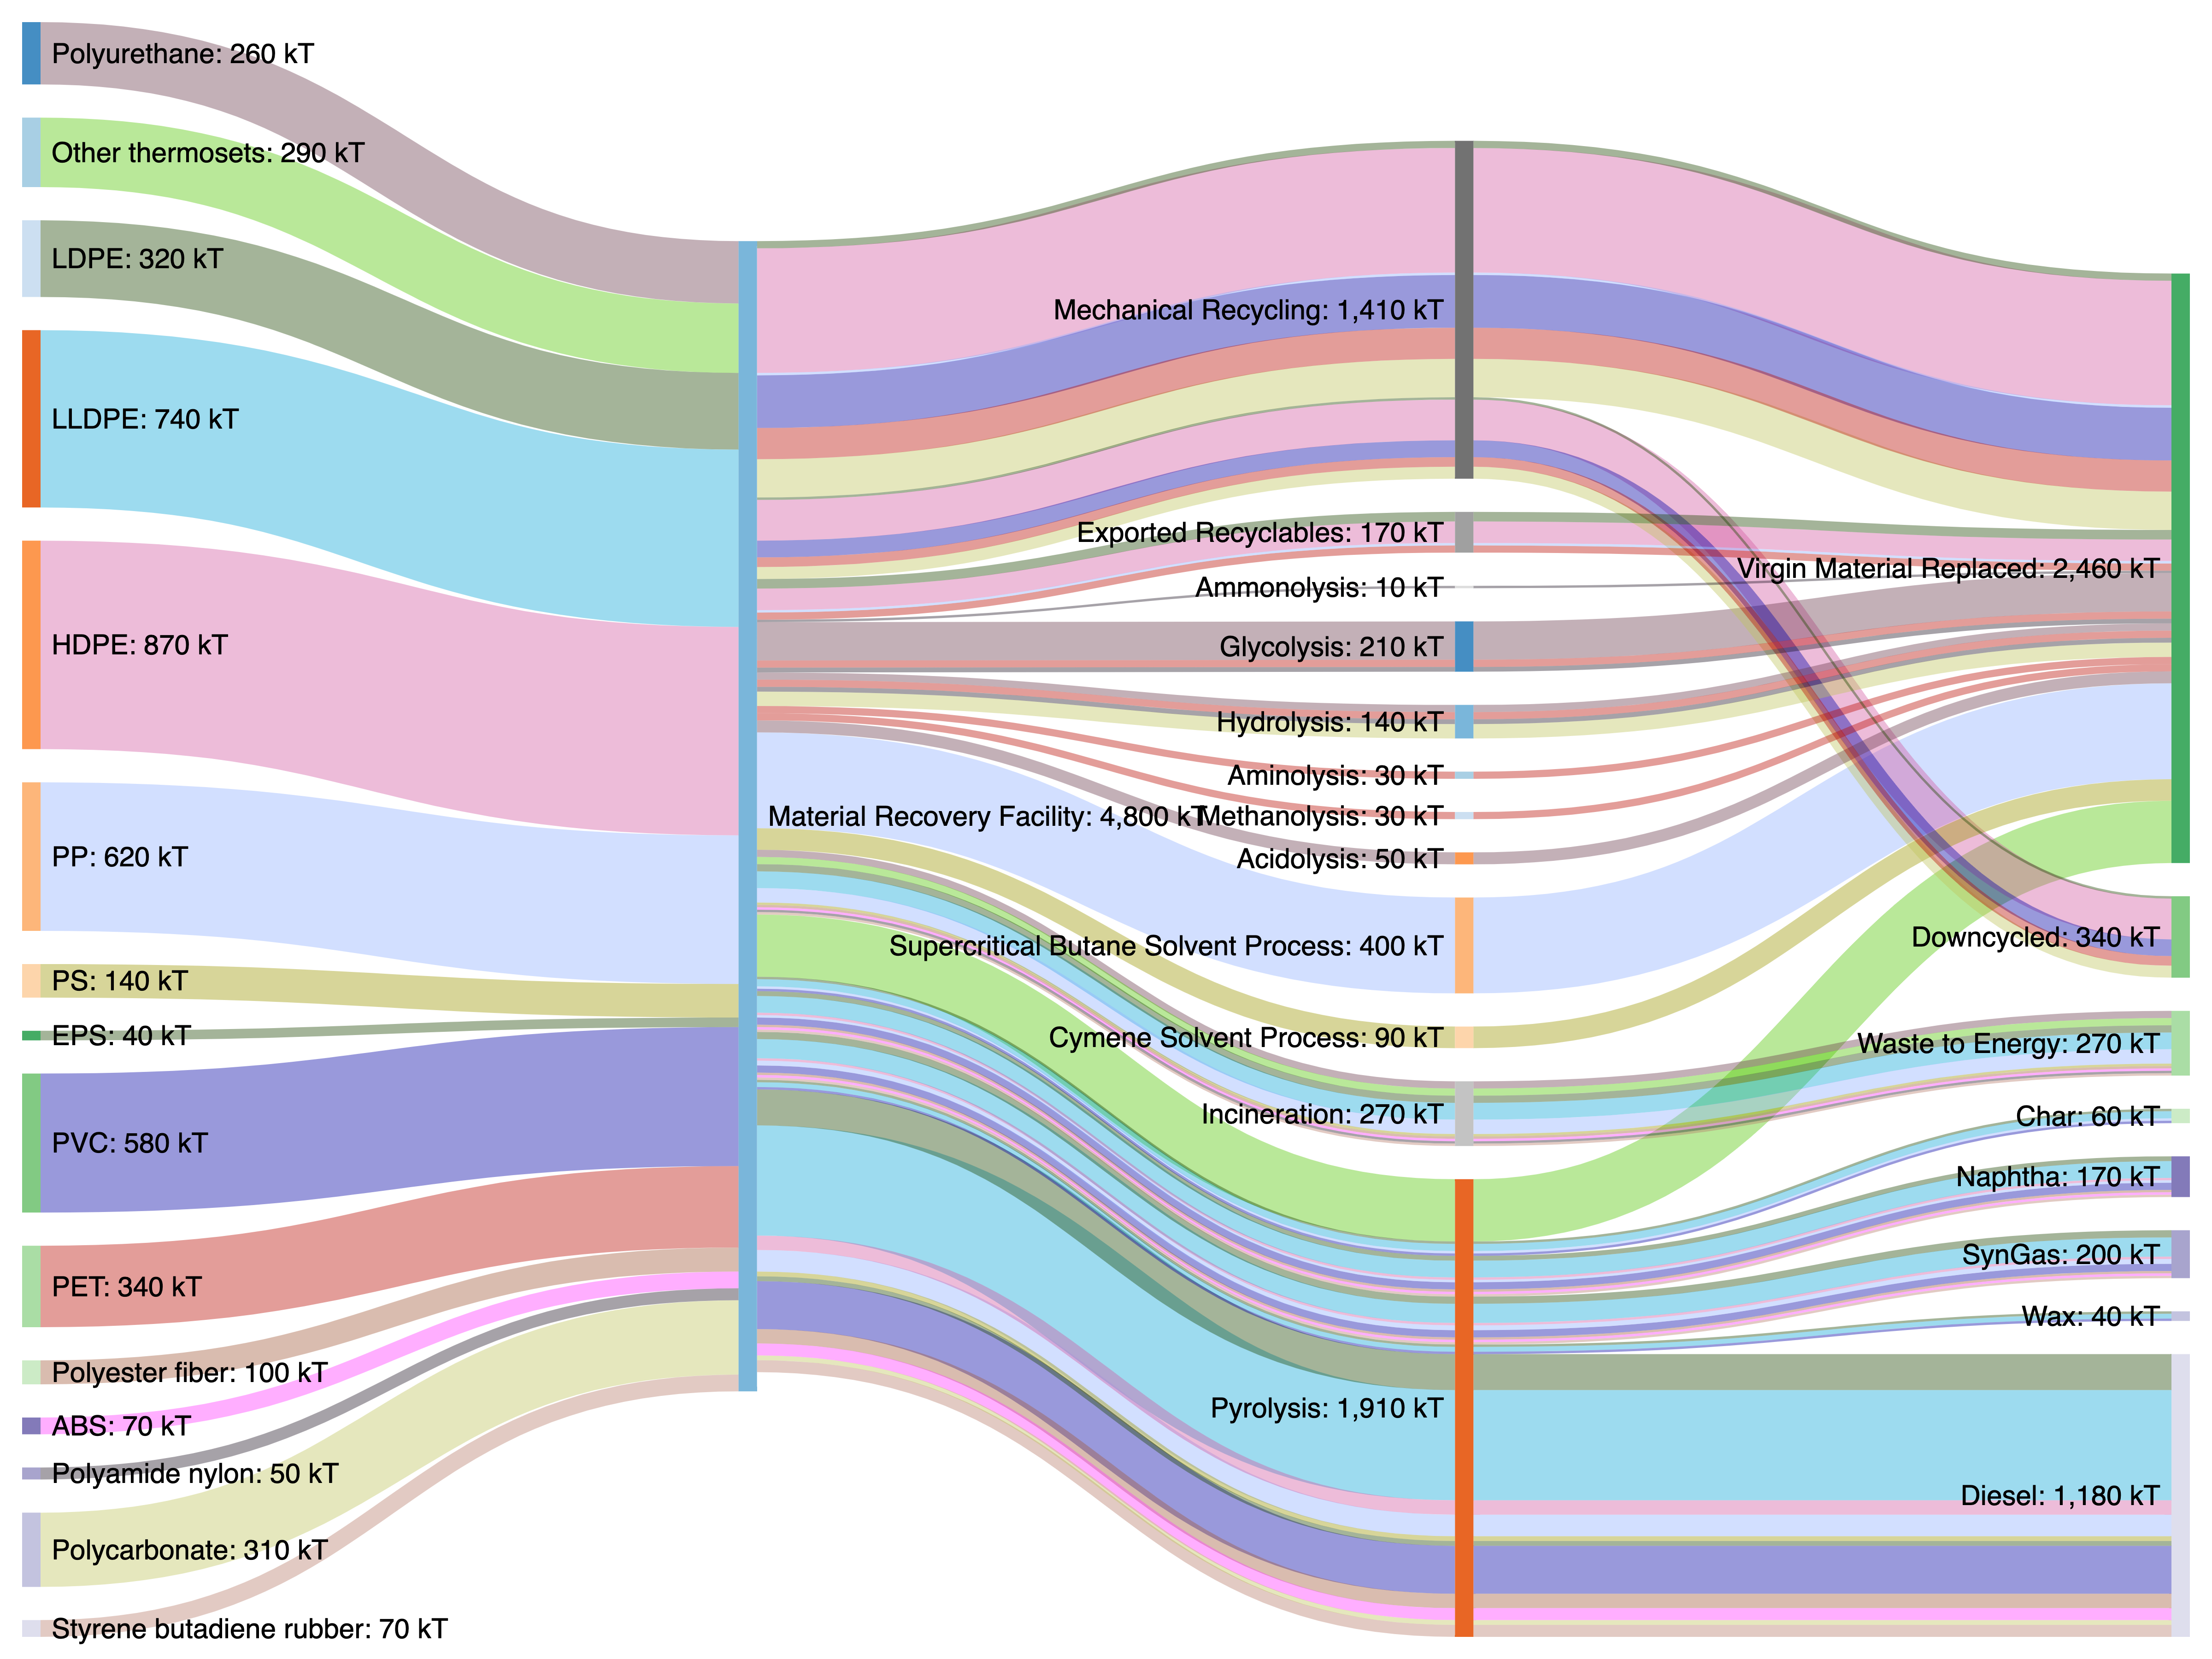 Polyurethane: 260 kT
Other thermosets: 290 kT
LDPE: 320 kT
LLDPE: 740 kT
HDPE: 870 kT
PP: 620 kT
PS: 140 kT
EPS: 40 kT
PVC: 580 kT
PET: 340 kT
Polyester fiber: 100 kT
ABS: 70 kT
Polyamide nylon: 50 kT
Polycarbonate: 310 kT
Styrene butadiene rubber: 70 kT
Material Recovery Facility: 4,800 kT
Mechanical Recycling: 1,410 kT
Exported Recyclables: 170 kT
Ammonolysis: 10 kT
Glycolysis: 210 kT
Hydrolysis: 140 kT
Aminolysis: 30 kT
Methanolysis: 30 kT
Acidolysis: 50 kT
Supercritical Butane Solvent Process: 400 kT
Cymene Solvent Process: 90 kT
Incineration: 270 kT
Pyrolysis: 1,910 kT
Virgin Material Replaced: 2,460 kT
Downcycled: 340 kT
Waste to Energy: 270 kT
Char: 60 kT
Naphtha: 170 kT
SynGas: 200 kT
Wax: 40 kT
Diesel: 1,180 kT